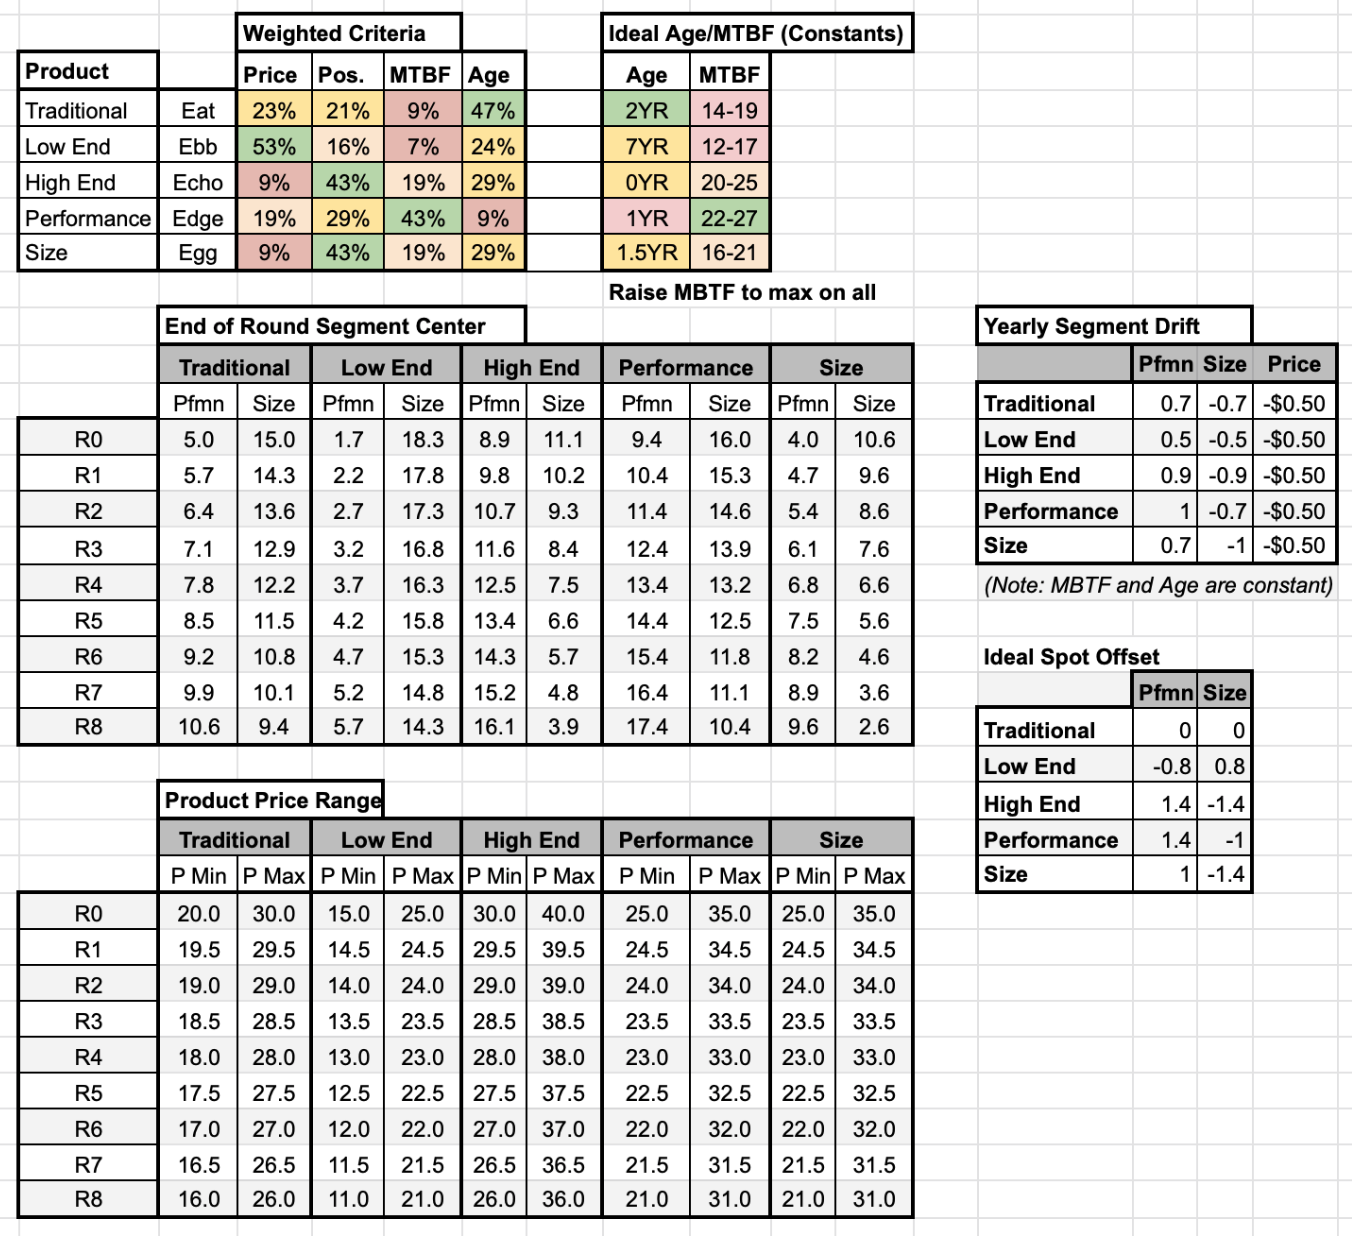 Weighted Criteria Ideal Age/MTBF (Constants)
Product Price Pos. MTBF Age Age MTBF
Traditional Eat 23% 21% 9% 47% 2YR 14-19
Low End Ebb 53% 16% 7% 24% 7YR 12-17
High End Echo 9% 43% 19% 29% 0YR 20-25
Performance Edge 19% 29% 43% 9% 1YR 22-27
Size Egg 9% 43% 19% 29% 1.5YR 16-21
Raise MBTF to max on all
End of Round Segment Center
Traditional Low End High End Performance Size
Pfmn Size Pfmn Size Pfmn Size Pfmn Size Pfmn Size
R0 5.0 15.0 1.7 18.3 8.9 11.1 9.4 16.0 4.0 10.6
R1 5.7 14.3 2.2 17.8 9.8 10.2 10.4 15.3 4.7 9.6
R2 6.4 13.6 2.7 17.3 10.7 9.3 11.4 14.6 5.4 8.6
R3 7.1 12.9 3.2 16.8 11.6 8.4 12.4 13.9 6.1 7.6
R4 7.8 12.2 3.7 16.3 12.5 7.5 13.4 13.2 6.8 6.6
R5 8.5 11.5 4.2 15.8 13.4 6.6 14.4 12.5 7.5 5.6
R6 9.2 10.8 4.7 15.3 14.3 5.7 15.4 11.8 8.2 4.6
R7 9.9 10.1 5.2 14.8 15.2 4.8 16.4 11.1 8.9 3.6
R8 10.6 9.4 5.7 14.3 16.1 3.9 17.4 10.4 9.6 2.6
Yearly Segment Drift
Pfmn Size Price
Traditional 0.7 -0.7 -$0.50
Low End 0.5 -0.5 -$0.50
High End 0.9 -0.9 -$0.50
Performance 1 -0.7 -$0.50
Size 0.7 -1 -$0.50
(Note: MBTF and Age are constant)
Ideal Spot Offset
Pfmn Size
Traditional 0 0
Low End -0.8 0.8
High End 1.4 -1.4
Performance 1.4 -1
Size 1 -1.4
Product Price Range
Traditional Low End High End Performance Size
P Min P Max P Min P Max P Min P Max P Min P Max P Min P Max
R0 20.0 30.0 15.0 25.0 30.0 40.0 25.0 35.0 25.0 35.0
R1 19.5 29.5 14.5 24.5 29.5 39.5 24.5 34.5 24.5 34.5
R2 19.0 29.0 14.0 24.0 29.0 39.0 24.0 34.0 24.0 34.0
R3 18.5 28.5 13.5 23.5 28.5 38.5 23.5 33.5 23.5 33.5
R4 18.0 28.0 13.0 23.0 28.0 38.0 23.0 33.0 23.0 33.0
R5 17.5 27.5 12.5 22.5 27.5 37.5 22.5 32.5 22.5 32.5
R6 17.0 27.0 12.0 22.0 27.0 37.0 22.0 32.0 22.0 32.0
R7 16.5 26.5 11.5 21.5 26.5 36.5 21.5 31.5 21.5 31.5
R8 16.0 26.0 11.0 21.0 26.0 36.0 21.0 31.0 21.0 31.0